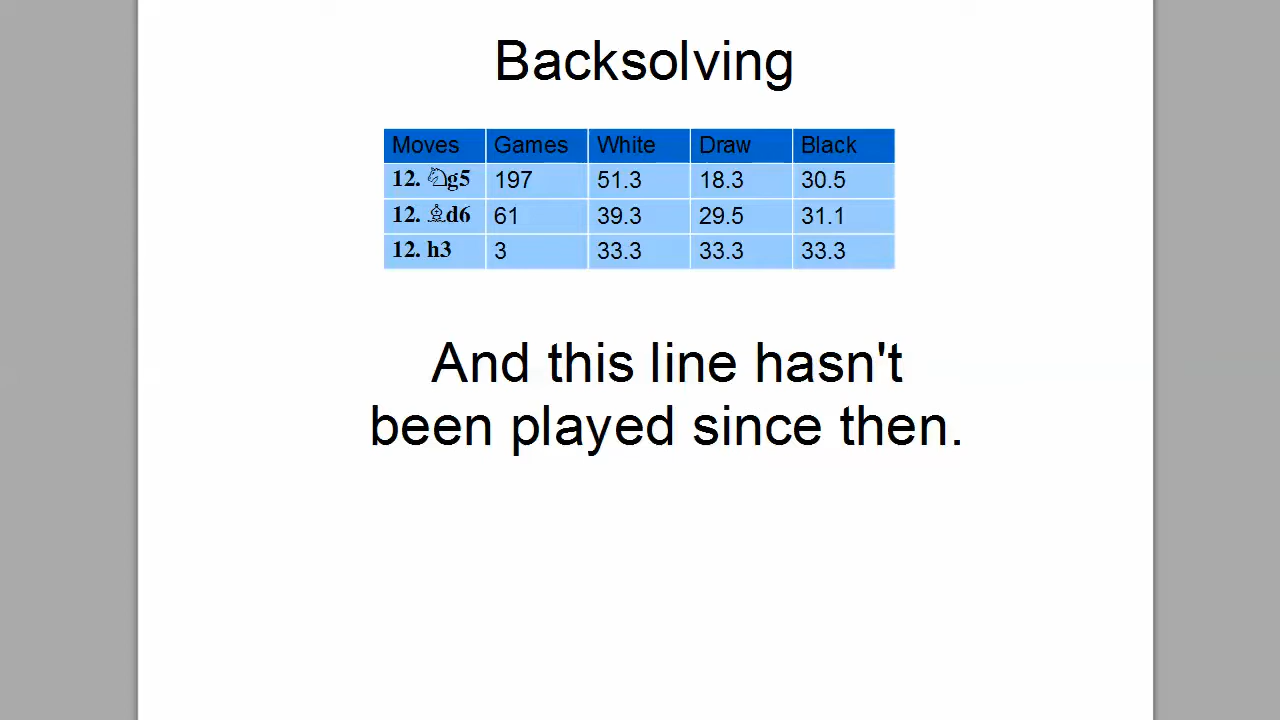 Backsolving
Moves Games White Draw Black
12. ♘g5 197 51.3 18.3 30.5
12. ♗d6 61 39.3 29.5 31.1
12. h3 3 33.3 33.3 33.3
And this line hasn't
been played since then.